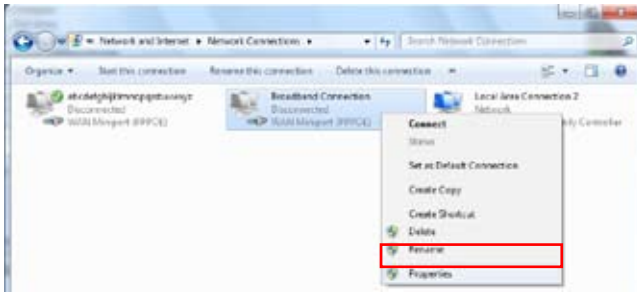 Network and Internet ▸ Network Connections ▸ Search Network Connections
Organize Start this connection Rename this connection Delete this connection »
Broadband Connection Local Area Connection 2
Disconnected Disconnected Network
WAN Miniport (PPPOE) WAN Miniport (PPPOE) Controller
Connect
Status
Set as Default Connection
Create Copy
Create Shortcut
Delete
Rename
Properties